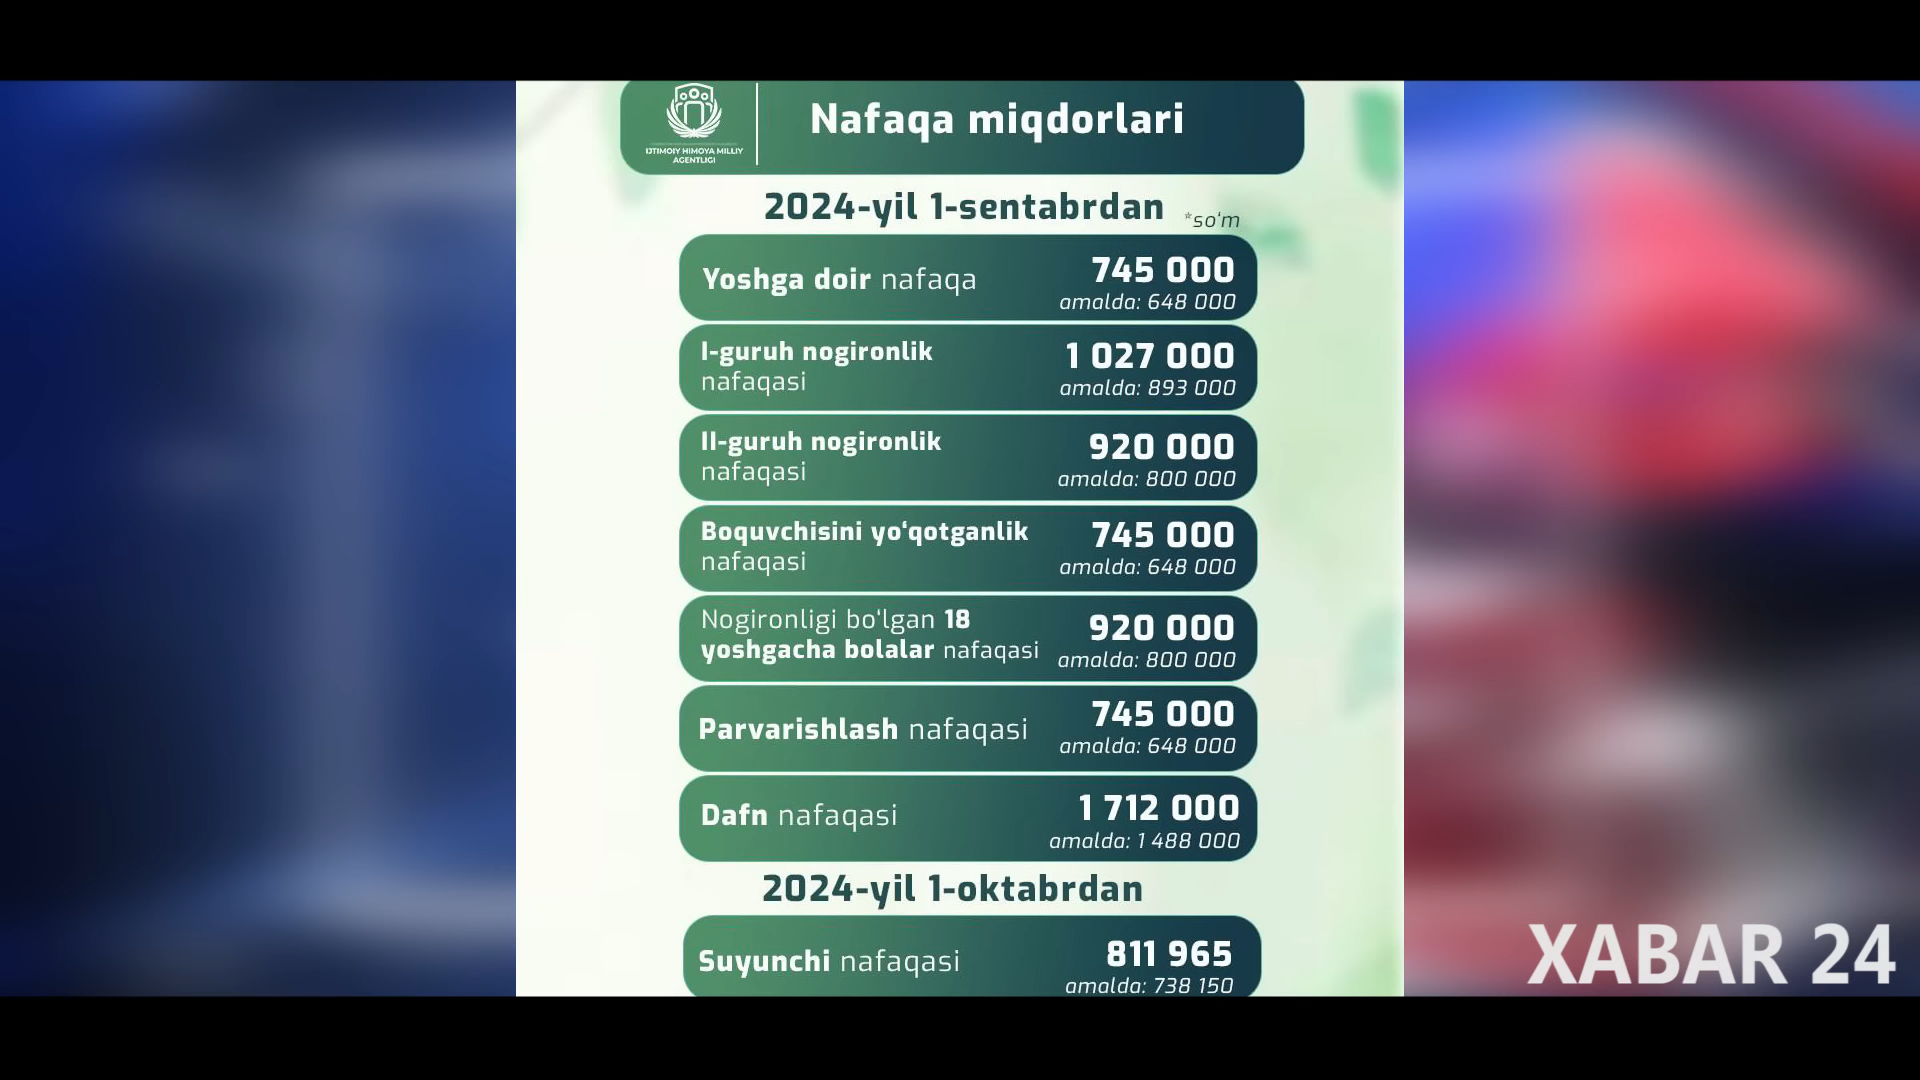 IJTIMOIY HIMOYA MILLIY
AGENTLIGI
Nafaqa miqdorlari
2024-yil 1-sentabrdan
*so‘m
Yoshga doir nafaqa
745 000
amalda: 648 000
I-guruh nogironlik
nafaqasi
1 027 000
amalda: 893 000
II-guruh nogironlik
nafaqasi
920 000
amalda: 800 000
Boquvchisini yo‘qotganlik
nafaqasi
745 000
amalda: 648 000
Nogironligi bo‘lgan 18
yoshgacha bolalar nafaqasi
920 000
amalda: 800 000
Parvarishlash nafaqasi
745 000
amalda: 648 000
Dafn nafaqasi
1 712 000
amalda: 1 488 000
2024-yil 1-oktabrdan
Suyunchi nafaqasi
811 965
amalda: 738 150
XABAR 24